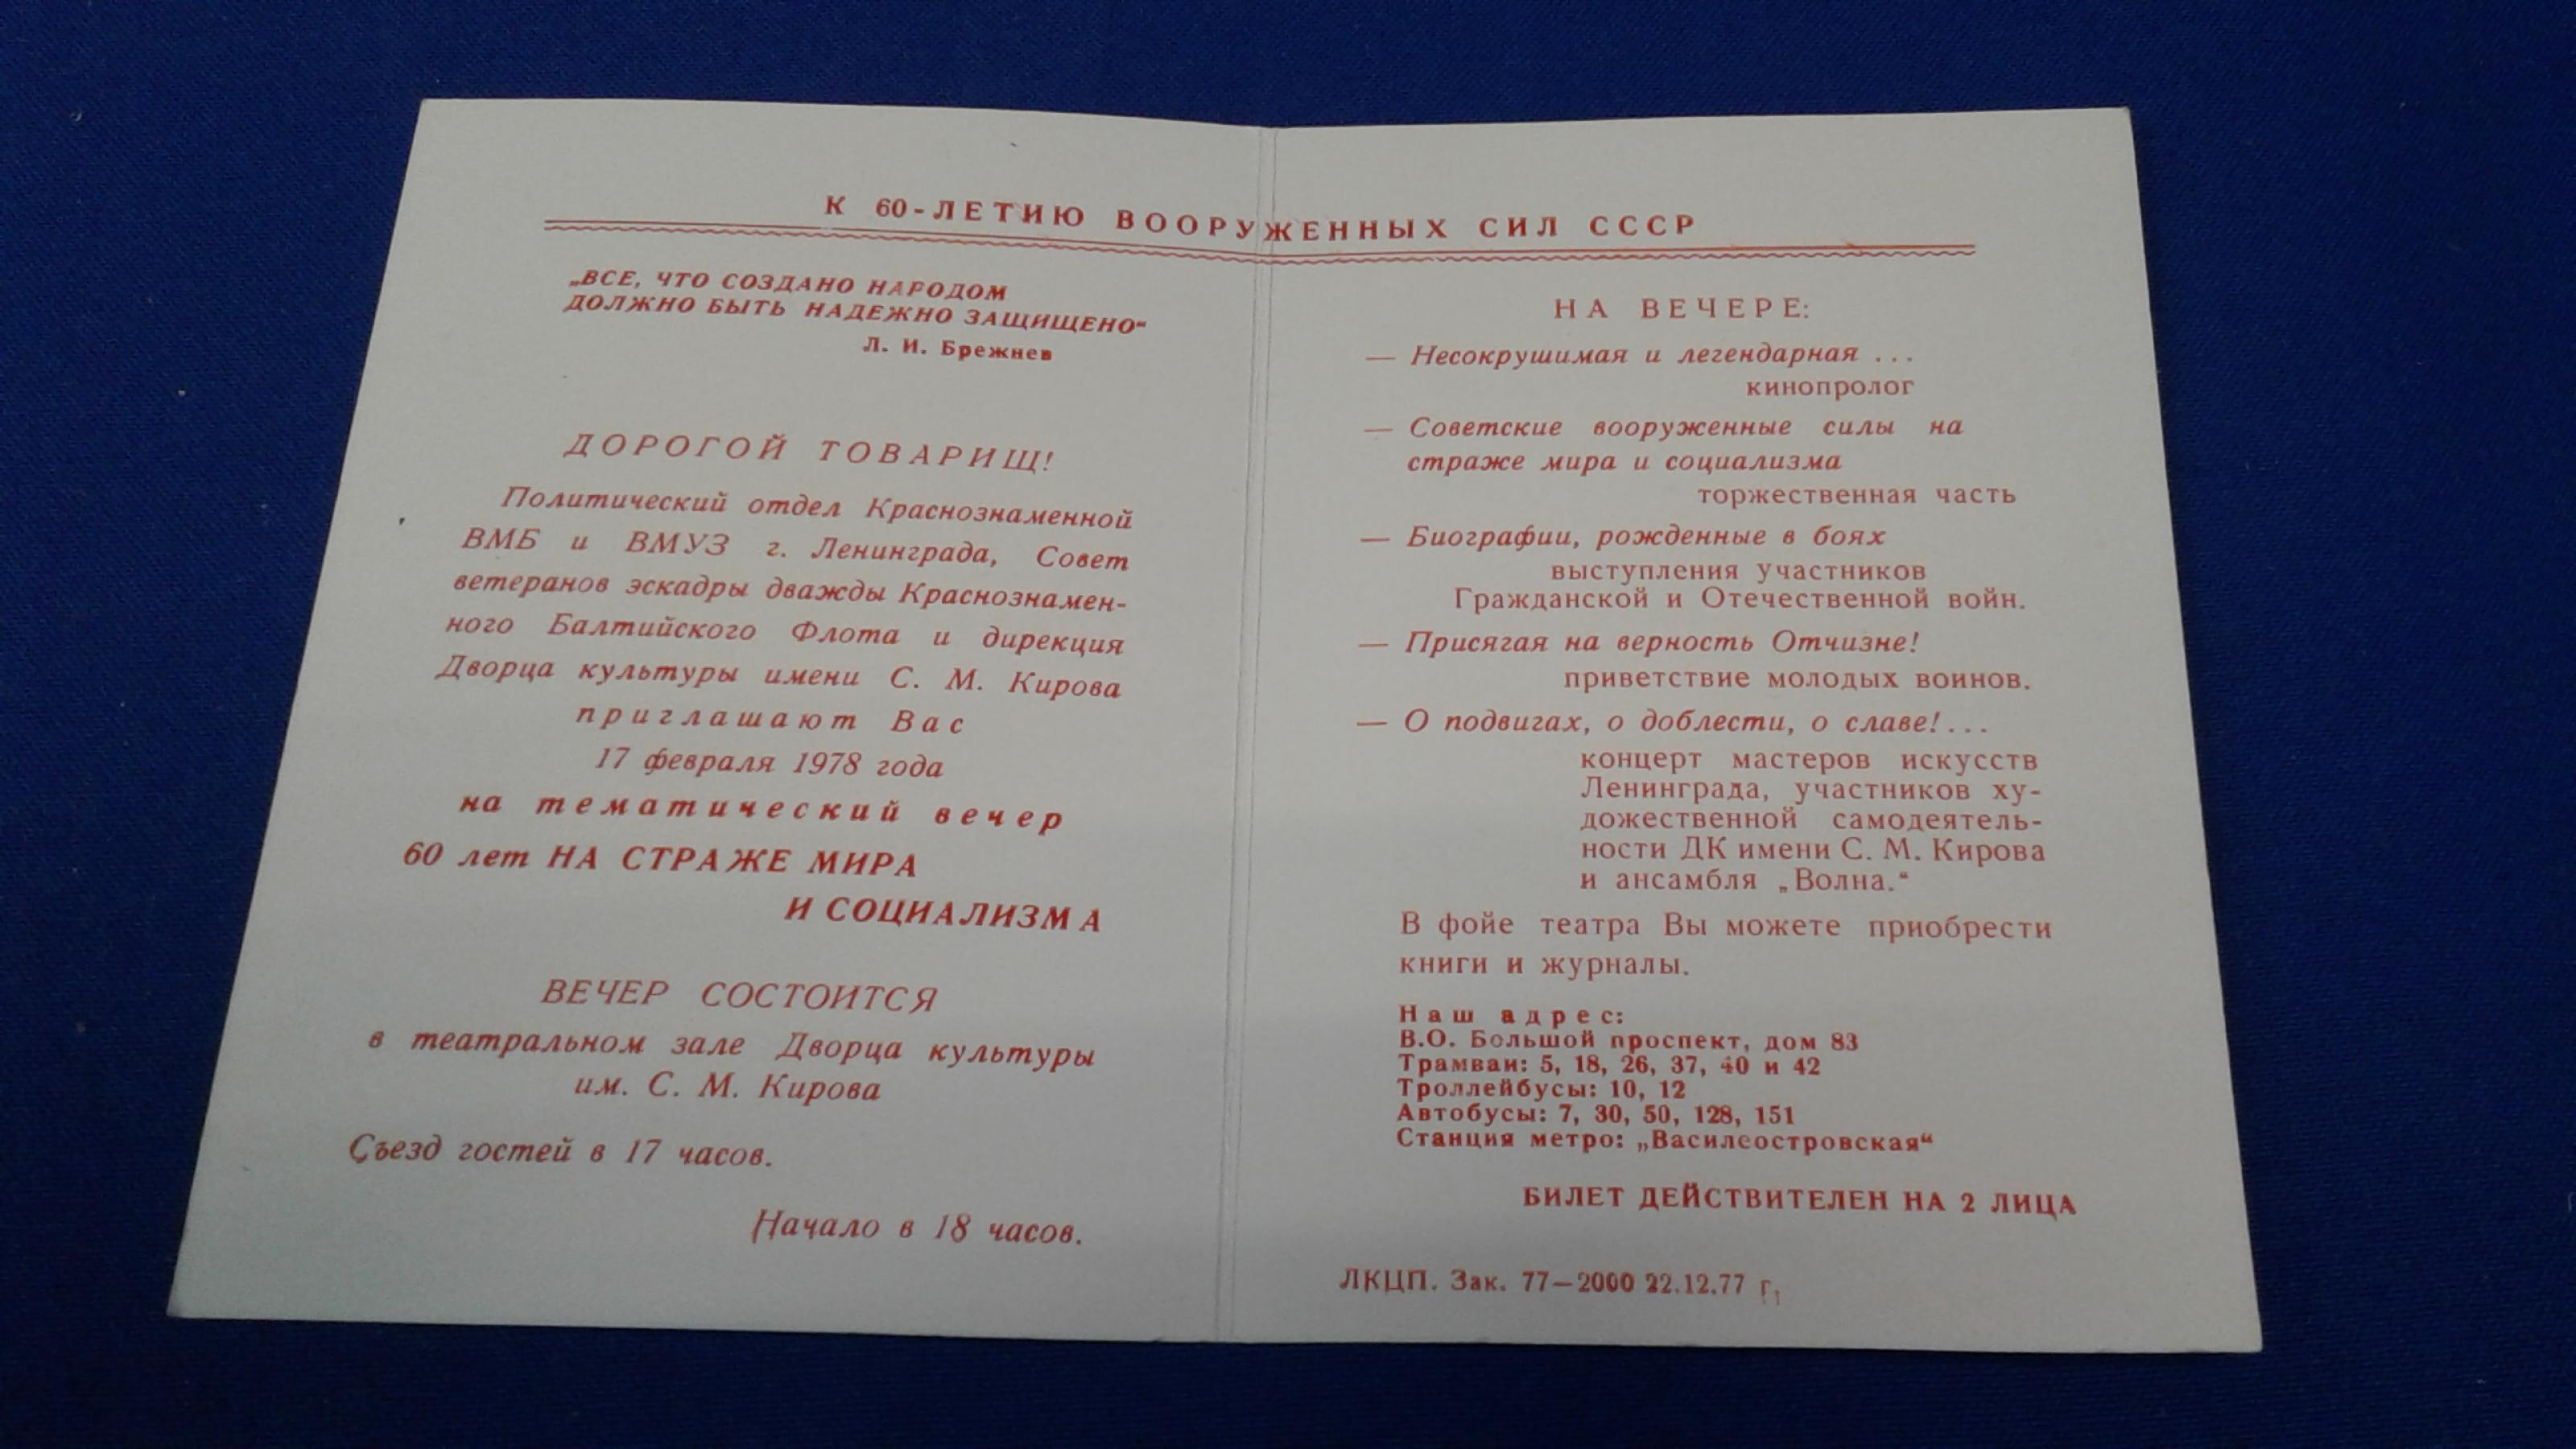 К 60-ЛЕТИЮ ВООРУЖЕННЫХ СИЛ СССР
„ВСЕ, ЧТО СОЗДАНО НАРОДОМ
ДОЛЖНО БЫТЬ НАДЕЖНО ЗАЩИЩЕНО“
Л. И. Брежнев
ДОРОГОЙ ТОВАРИЩ!
Политический отдел Краснознаменной
ВМБ и ВМУЗ г. Ленинграда, Совет
ветеранов эскадры дважды Краснознамен-
ного Балтийского Флота и дирекция
Дворца культуры имени С. М. Кирова
приглашают Вас
17 февраля 1978 года
на тематический вечер
60 лет НА СТРАЖЕ МИРА
И СОЦИАЛИЗМА
ВЕЧЕР СОСТОИТСЯ
в театральном зале Дворца культуры
им. С. М. Кирова
Съезд гостей в 17 часов.
Начало в 18 часов.
НА ВЕЧЕРЕ:
— Несокрушимая и легендарная ...
кинопролог
— Советские вооруженные силы на
страже мира и социализма
торжественная часть
— Биографии, рожденные в боях
выступления участников
Гражданской и Отечественной войн.
— Присягая на верность Отчизне!
приветствие молодых воинов.
— О подвигах, о доблести, о славе!...
концерт мастеров искусств
Ленинграда, участников ху-
дожественной самодеятель-
ности ДК имени С. М. Кирова
и ансамбля „Волна.“
В фойе театра Вы можете приобрести
книги и журналы.
Наш адрес:
В.О. Большой проспект, дом 83
Трамваи: 5, 18, 26, 37, 40 и 42
Троллейбусы: 10, 12
Автобусы: 7, 30, 50, 128, 151
Станция метро: „Василеостровская“
БИЛЕТ ДЕЙСТВИТЕЛЕН НА 2 ЛИЦА
ЛКЦП. Зак. 77—2000 22.12.77 г.